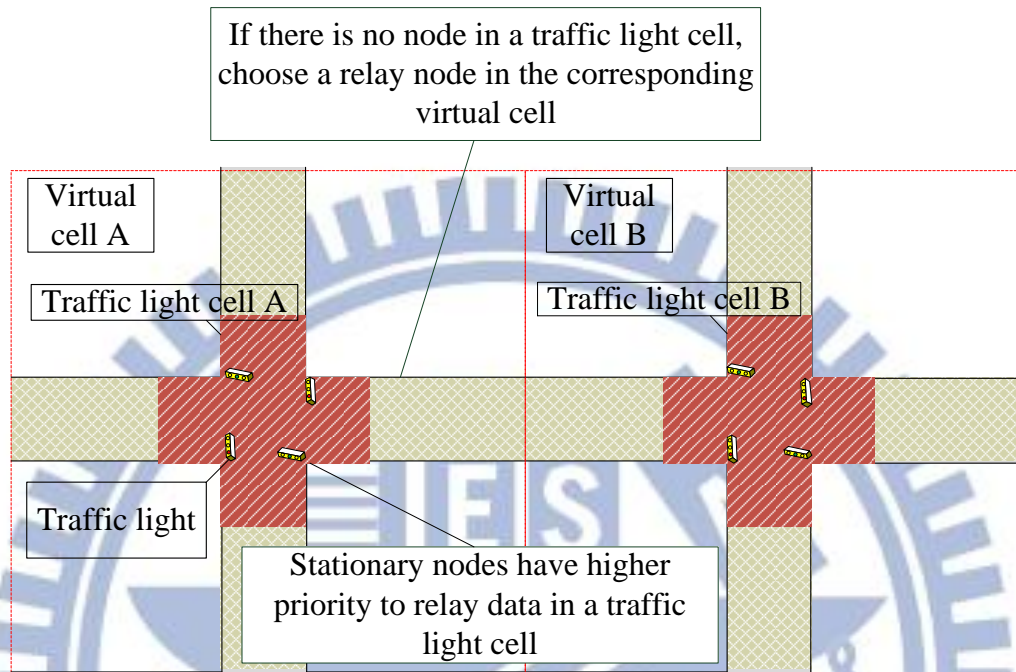 If there is no node in a traffic light cell,
choose a relay node in the corresponding
virtual cell
Virtual
cell A
Virtual
cell B
Traffic light cell A
Traffic light cell B
Traffic light
Stationary nodes have higher
priority to relay data in a traffic
light cell
ES